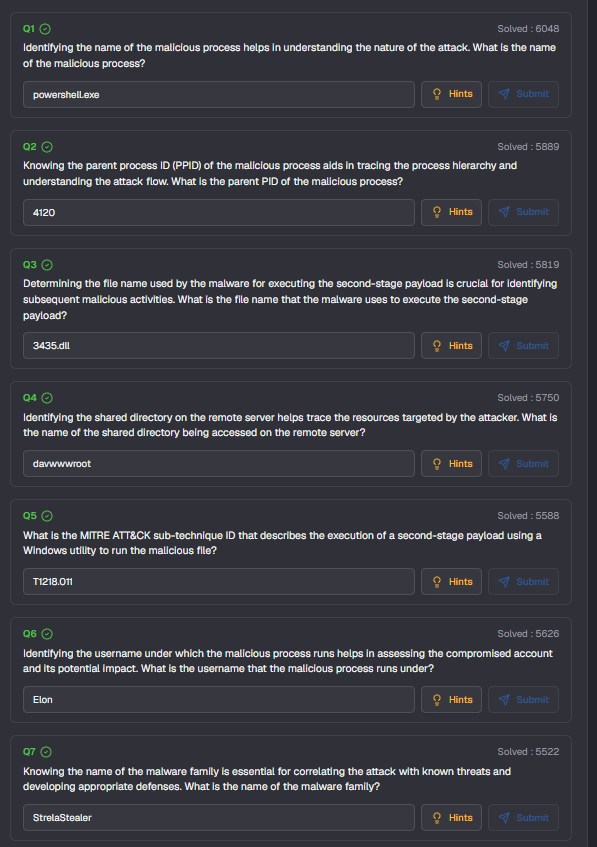 Q1 Solved : 6048
Identifying the name of the malicious process helps in understanding the nature of the attack. What is the name
of the malicious process?
powershell.exe Hints Submit
Q2 Solved : 5889
Knowing the parent process ID (PPID) of the malicious process aids in tracing the process hierarchy and
understanding the attack flow. What is the parent PID of the malicious process?
4120 Hints Submit
Q3 Solved : 5819
Determining the file name used by the malware for executing the second-stage payload is crucial for identifying
subsequent malicious activities. What is the file name that the malware uses to execute the second-stage
payload?
3435.dll Hints Submit
Q4 Solved : 5750
Identifying the shared directory on the remote server helps trace the resources targeted by the attacker. What is
the name of the shared directory being accessed on the remote server?
davwwwroot Hints Submit
Q5 Solved : 5588
What is the MITRE ATT&CK sub-technique ID that describes the execution of a second-stage payload using a
Windows utility to run the malicious file?
T1218.011 Hints Submit
Q6 Solved : 5626
Identifying the username under which the malicious process runs helps in assessing the compromised account
and its potential impact. What is the username that the malicious process runs under?
Elon Hints Submit
Q7 Solved : 5522
Knowing the name of the malware family is essential for correlating the attack with known threats and
developing appropriate defenses. What is the name of the malware family?
StrelaStealer Hints Submit